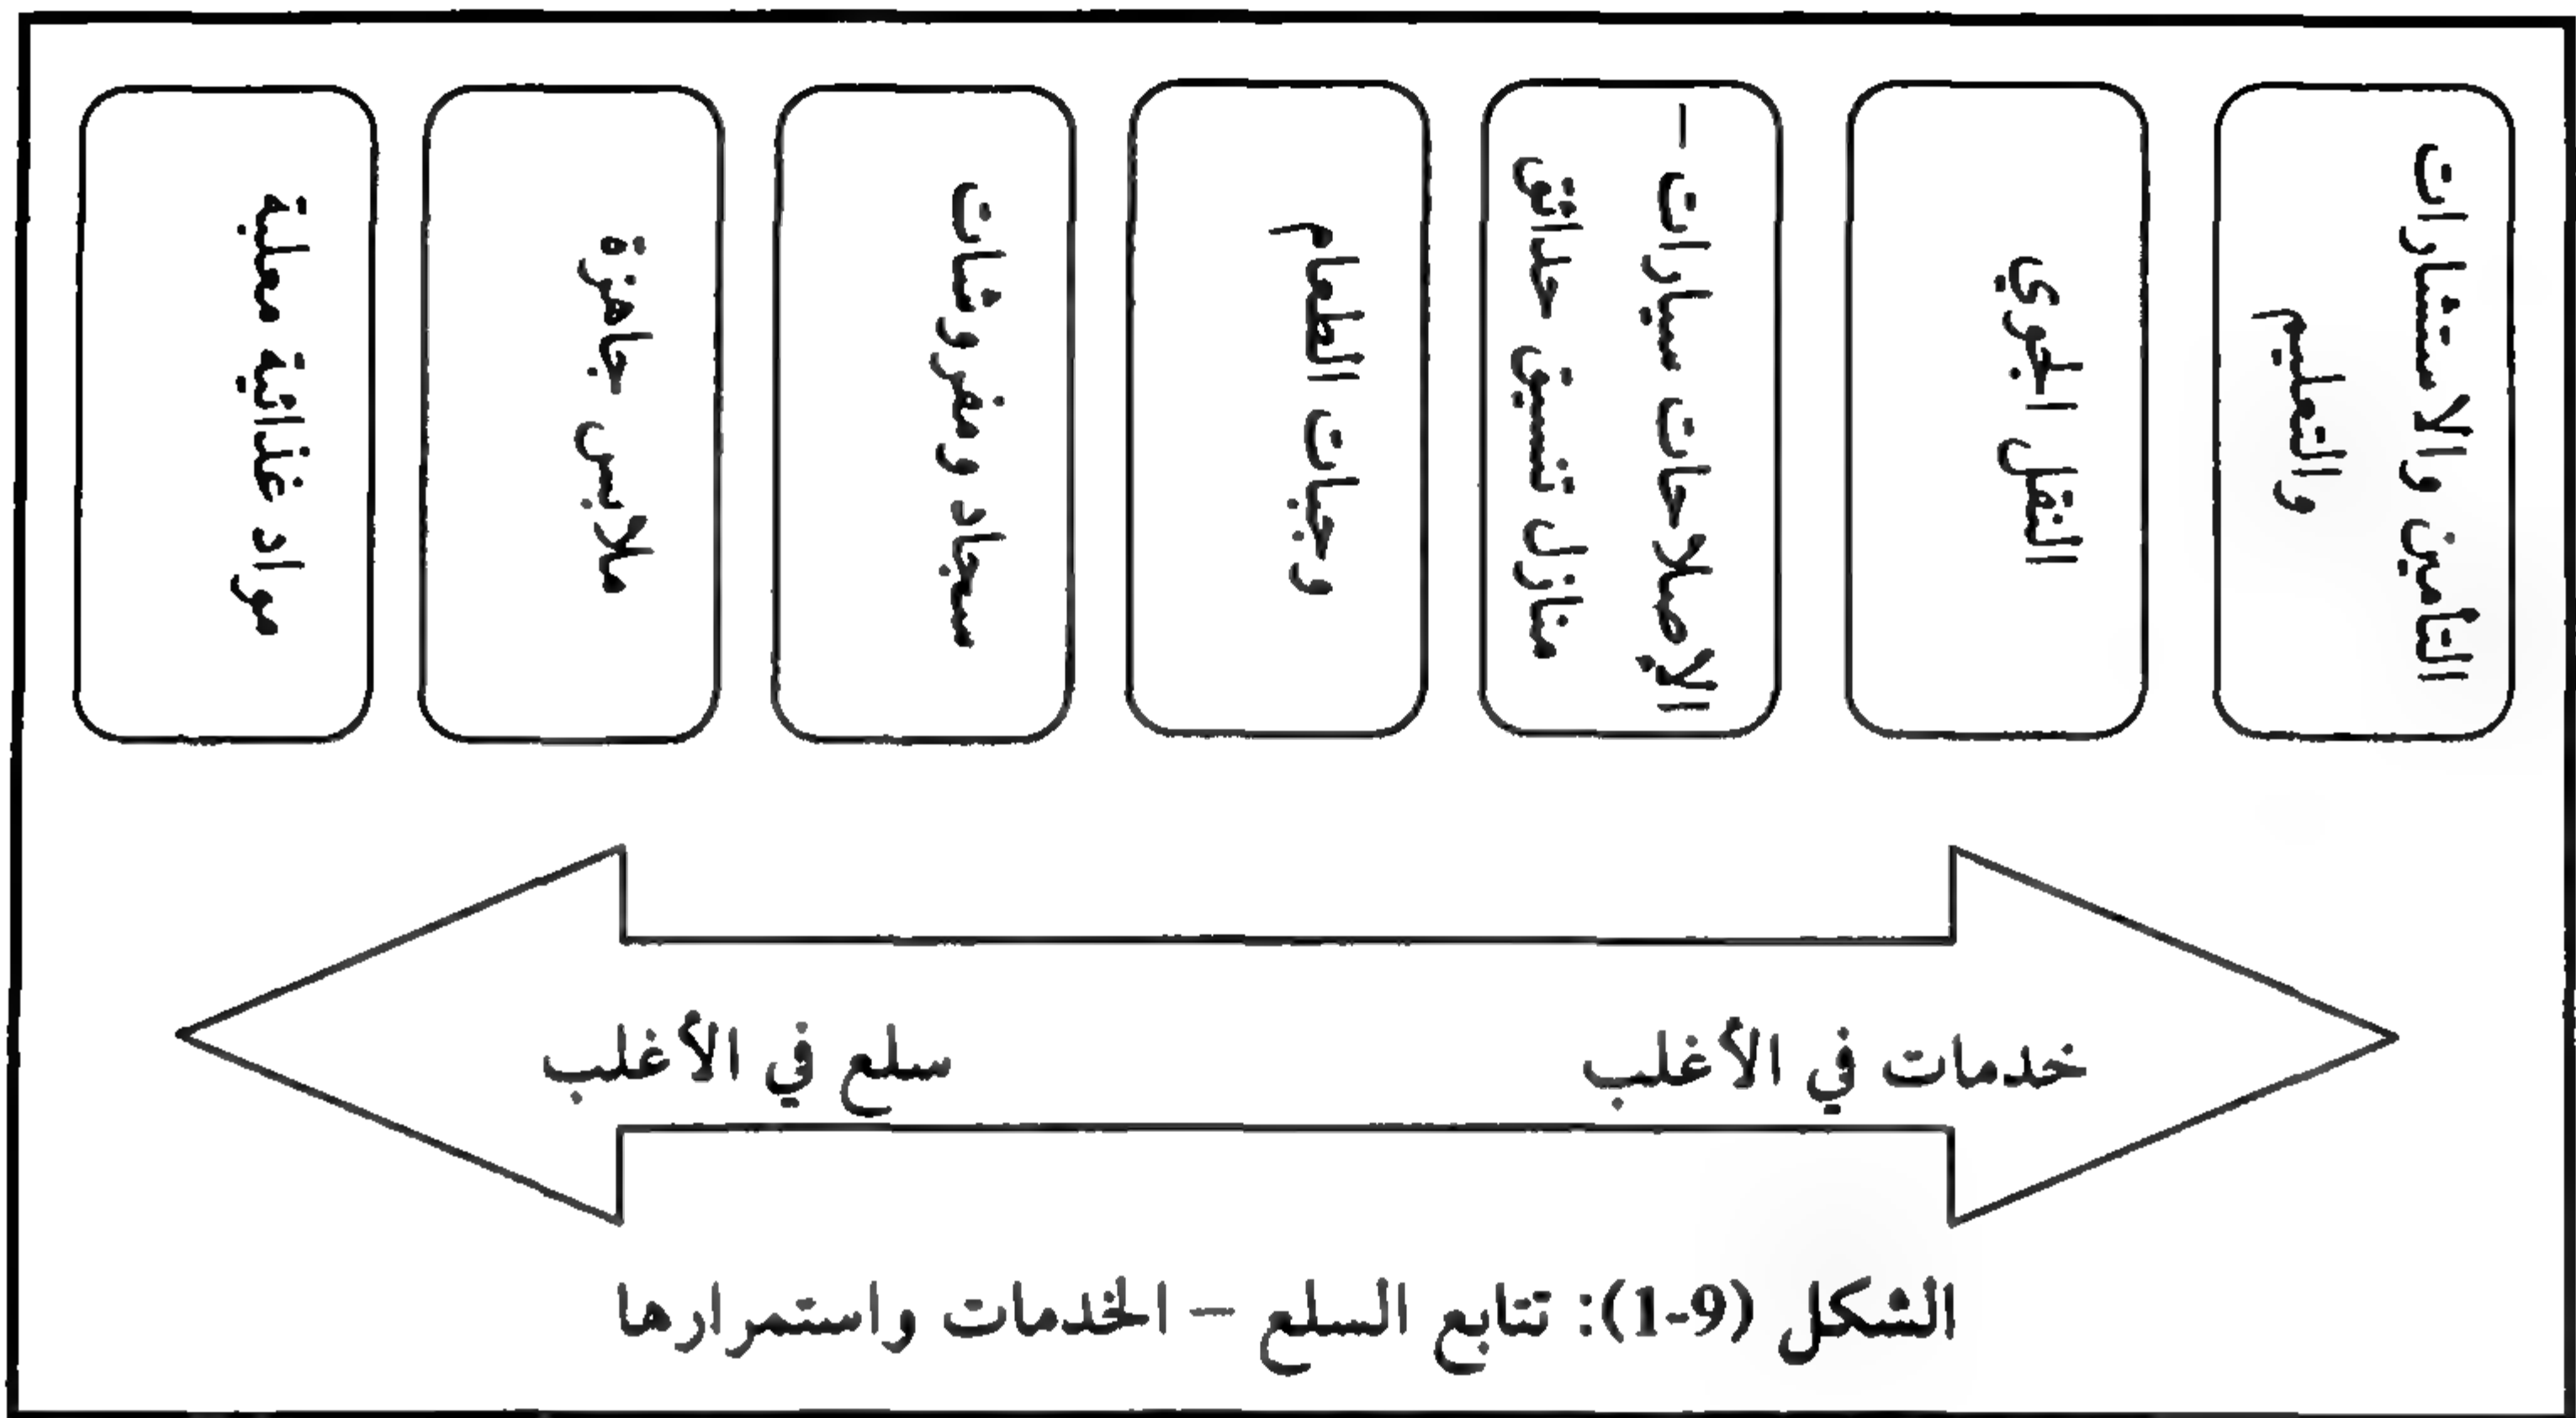 التأمين والاستشارات
والتعليم
النقل الجوي
الإصلاحات سيارات –
منازل تنسيق حدائق
وجبات الطعام
سجاد ومفروشات
ملابس جاهزة
مواد غذائية معلبة
خدمات في الأغلب
سلع في الأغلب
الشكل (9-1): تتابع السلع – الخدمات واستمرارها